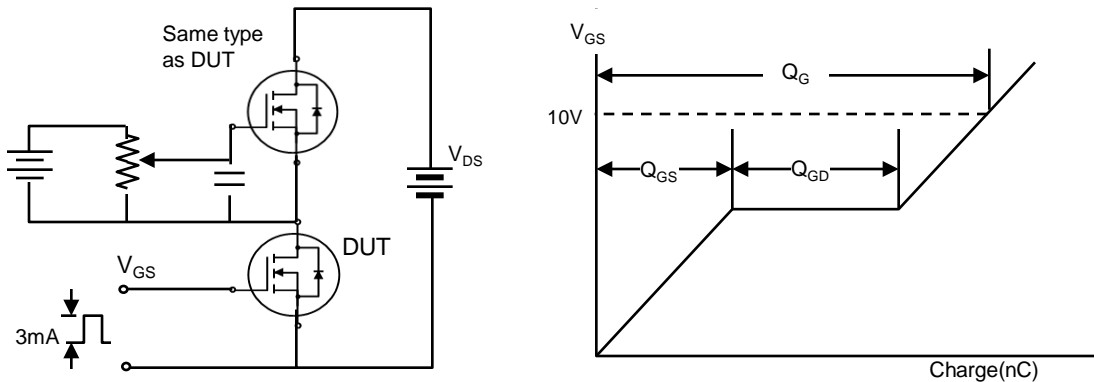 Same type
as DUT
V_DS
DUT
V_GS
3mA
V_GS
Q_G
10V
Q_GS
Q_GD
Charge(nC)